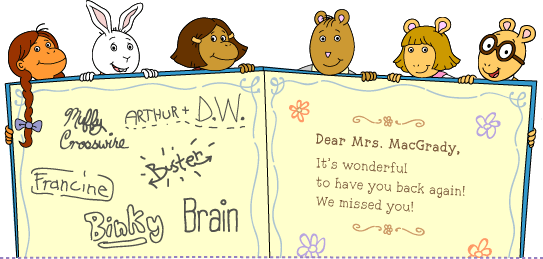 Muffy
Crosswire
ARTHUR + D.W.
Buster
Francine
Binky
Brain
Dear Mrs. MacGrady,
It's wonderful
to have you back again!
We missed you!